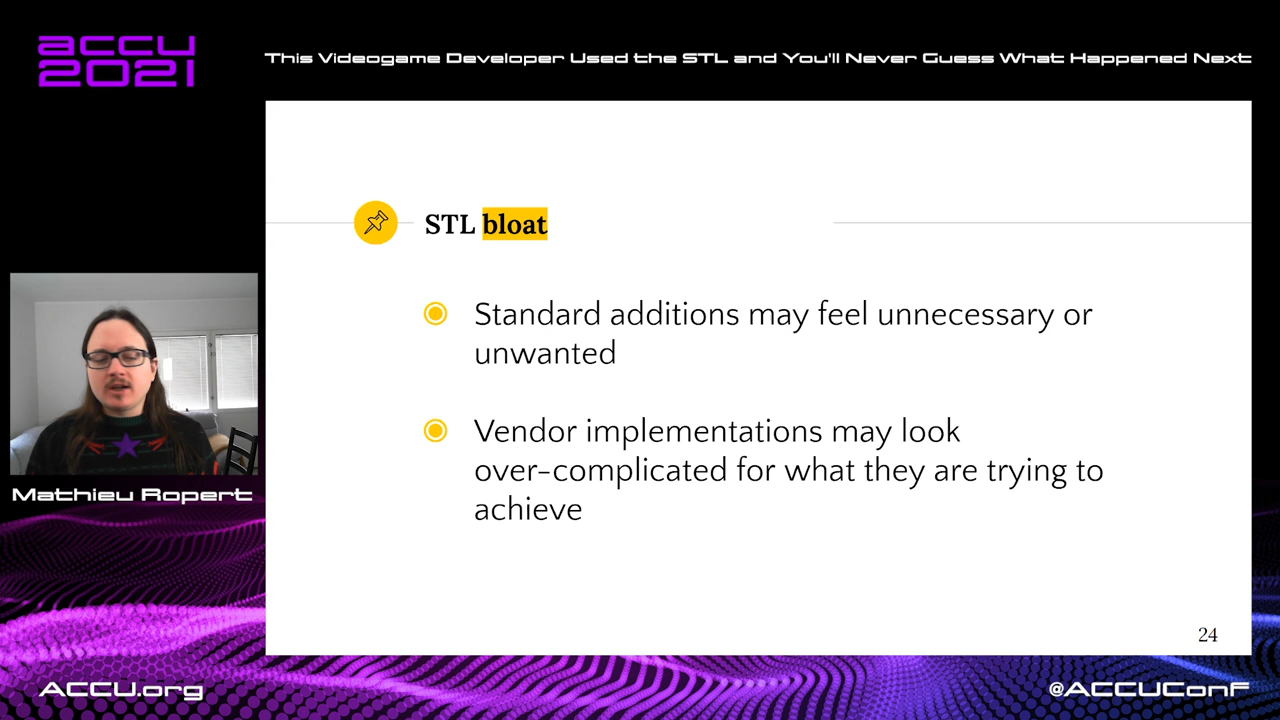 accu
2021
This Videogame Developer Used the STL and You'll Never Guess What Happened Next
STL bloat
Standard additions may feel unnecessary or
unwanted
Vendor implementations may look
over-complicated for what they are trying to
achieve
24
Mathieu Ropert
ACCU.org
@ACCUConf